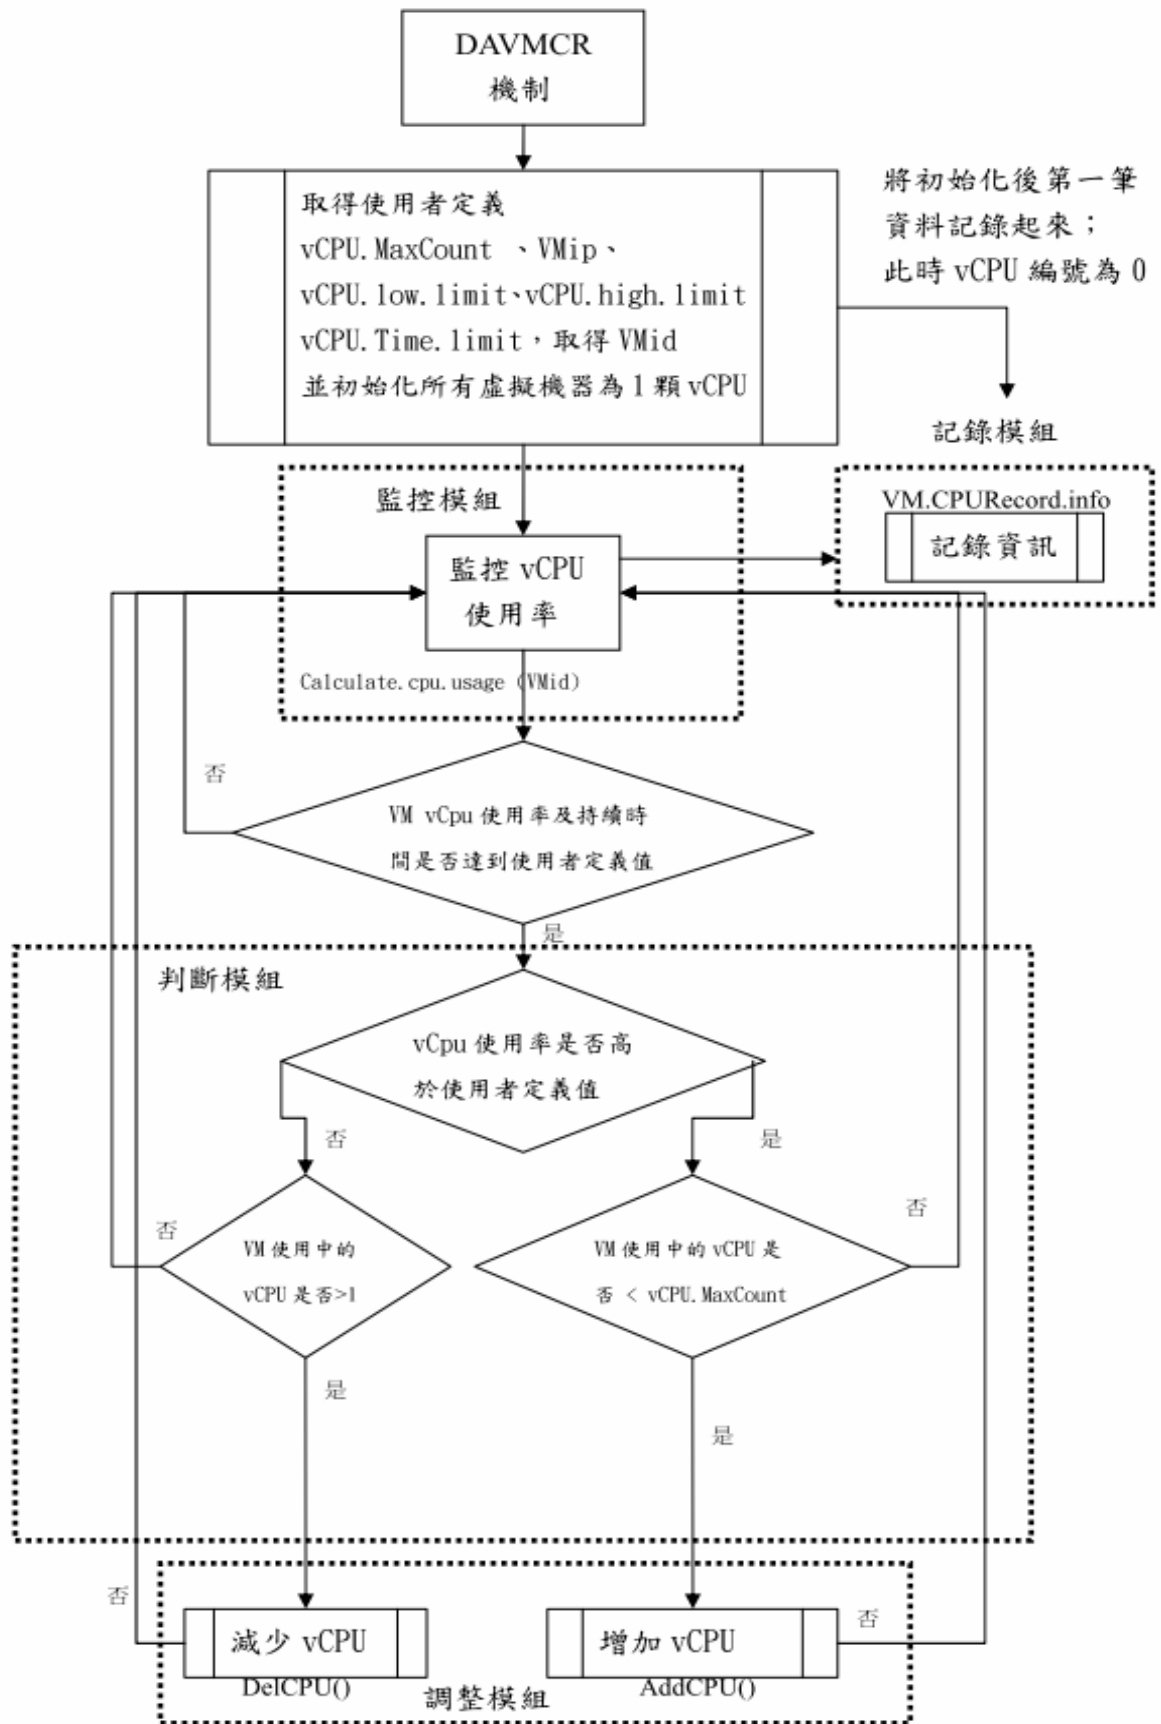 DAVMCR
機制
將初始化後第一筆
資料記錄起來；
此時 vCPU 編號為 0
取得使用者定義
vCPU.MaxCount 、VMip、
vCPU.low.limit、vCPU.high.limit
vCPU.Time.limit，取得 VMid
並初始化所有虛擬機器為 1 顆 vCPU
記錄模組
VM.CPURecord.info
記錄資訊
監控模組
監控 vCPU
使用率
Calculate.cpu.usage (VMid)
否
VM vCpu 使用率及持續時
間是否達到使用者定義值
是
判斷模組
vCpu 使用率是否高
於使用者定義值
否
是
否
VM 使用中的
vCPU 是否>1
否
VM 使用中的 vCPU 是
否 < vCPU.MaxCount
是
是
否
減少 vCPU
DelCPU()
增加 vCPU
AddCPU()
否
調整模組